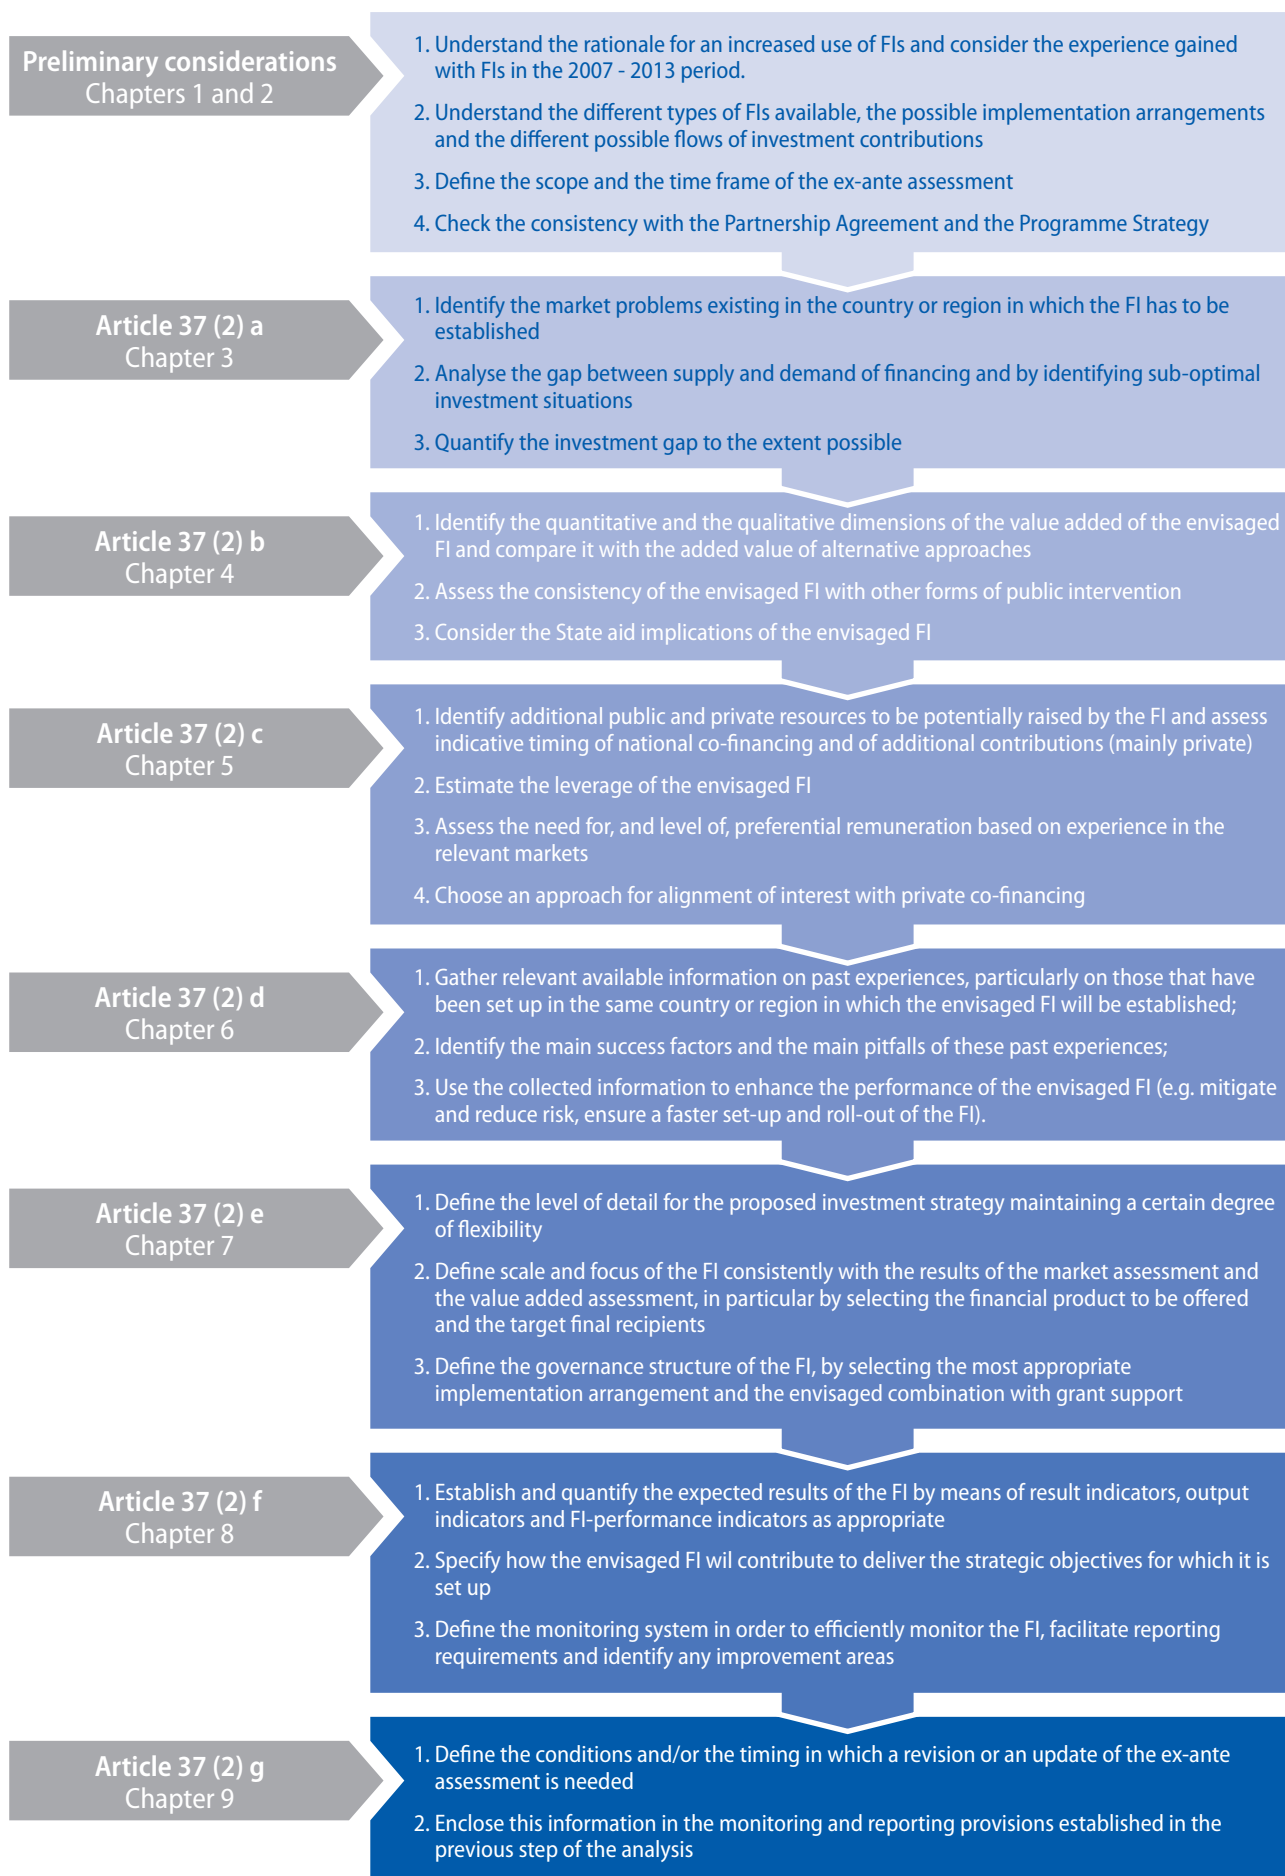 Preliminary considerations
Chapters 1 and 2
1. Understand the rationale for an increased use of FIs and consider the experience gained
with FIs in the 2007 - 2013 period.
2. Understand the different types of FIs available, the possible implementation arrangements
and the different possible flows of investment contributions
3. Define the scope and the time frame of the ex-ante assessment
4. Check the consistency with the Partnership Agreement and the Programme Strategy
Article 37 (2) a
Chapter 3
1. Identify the market problems existing in the country or region in which the FI has to be
established
2. Analyse the gap between supply and demand of financing and by identifying sub-optimal
investment situations
3. Quantify the investment gap to the extent possible
Article 37 (2) b
Chapter 4
1. Identify the quantitative and the qualitative dimensions of the value added of the envisaged
FI and compare it with the added value of alternative approaches
2. Assess the consistency of the envisaged FI with other forms of public intervention
3. Consider the State aid implications of the envisaged FI
Article 37 (2) c
Chapter 5
1. Identify additional public and private resources to be potentially raised by the FI and assess
indicative timing of national co-financing and of additional contributions (mainly private)
2. Estimate the leverage of the envisaged FI
3. Assess the need for, and level of, preferential remuneration based on experience in the
relevant markets
4. Choose an approach for alignment of interest with private co-financing
Article 37 (2) d
Chapter 6
1. Gather relevant available information on past experiences, particularly on those that have
been set up in the same country or region in which the envisaged FI will be established;
2. Identify the main success factors and the main pitfalls of these past experiences;
3. Use the collected information to enhance the performance of the envisaged FI (e.g. mitigate
and reduce risk, ensure a faster set-up and roll-out of the FI).
Article 37 (2) e
Chapter 7
1. Define the level of detail for the proposed investment strategy maintaining a certain degree
of flexibility
2. Define scale and focus of the FI consistently with the results of the market assessment and
the value added assessment, in particular by selecting the financial product to be offered
and the target final recipients
3. Define the governance structure of the FI, by selecting the most appropriate
implementation arrangement and the envisaged combination with grant support
Article 37 (2) f
Chapter 8
1. Establish and quantify the expected results of the FI by means of result indicators, output
indicators and FI-performance indicators as appropriate
2. Specify how the envisaged FI wil contribute to deliver the strategic objectives for which it is
set up
3. Define the monitoring system in order to efficiently monitor the FI, facilitate reporting
requirements and identify any improvement areas
Article 37 (2) g
Chapter 9
1. Define the conditions and/or the timing in which a revision or an update of the ex-ante
assessment is needed
2. Enclose this information in the monitoring and reporting provisions established in the
previous step of the analysis